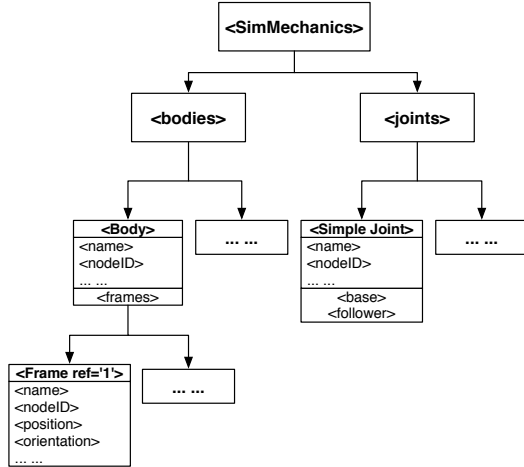 <SimMechanics>
<bodies>
<joints>
<Body>
<name>
<nodeID>
... ...
<frames>
... ...
<Simple Joint>
<name>
<nodeID>
... ...
<base>
<follower>
... ...
<Frame ref='1'>
<name>
<nodeID>
<position>
<orientation>
... ...
... ...